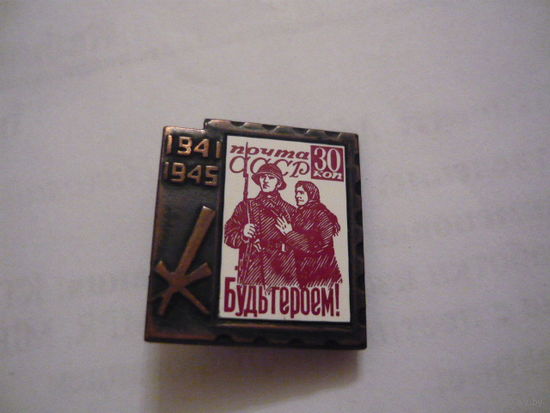 1941
1945
почта
СССР
30
коп
Будь героем!